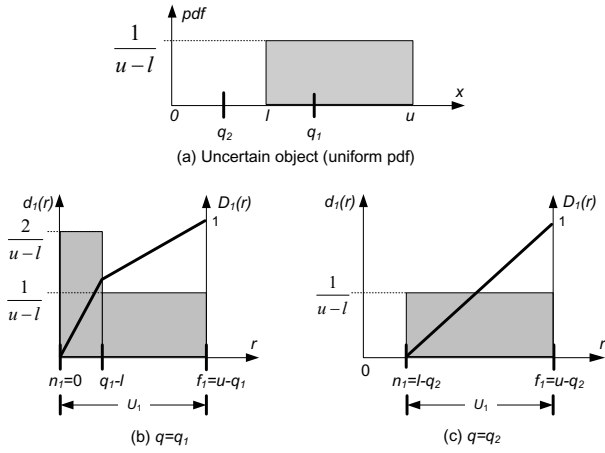 pdf
1
u – l
0
q2
l
q1
u
x
(a) Uncertain object (uniform pdf)
d1(r)
D1(r)
2
u – l
1
1
u – l
r
n1=0
q1-l
f1=u-q1
U1
(b) q=q1
d1(r)
D1(r)
1
1
u – l
0
r
n1=l-q2
f1=u-q2
U1
(c) q=q2